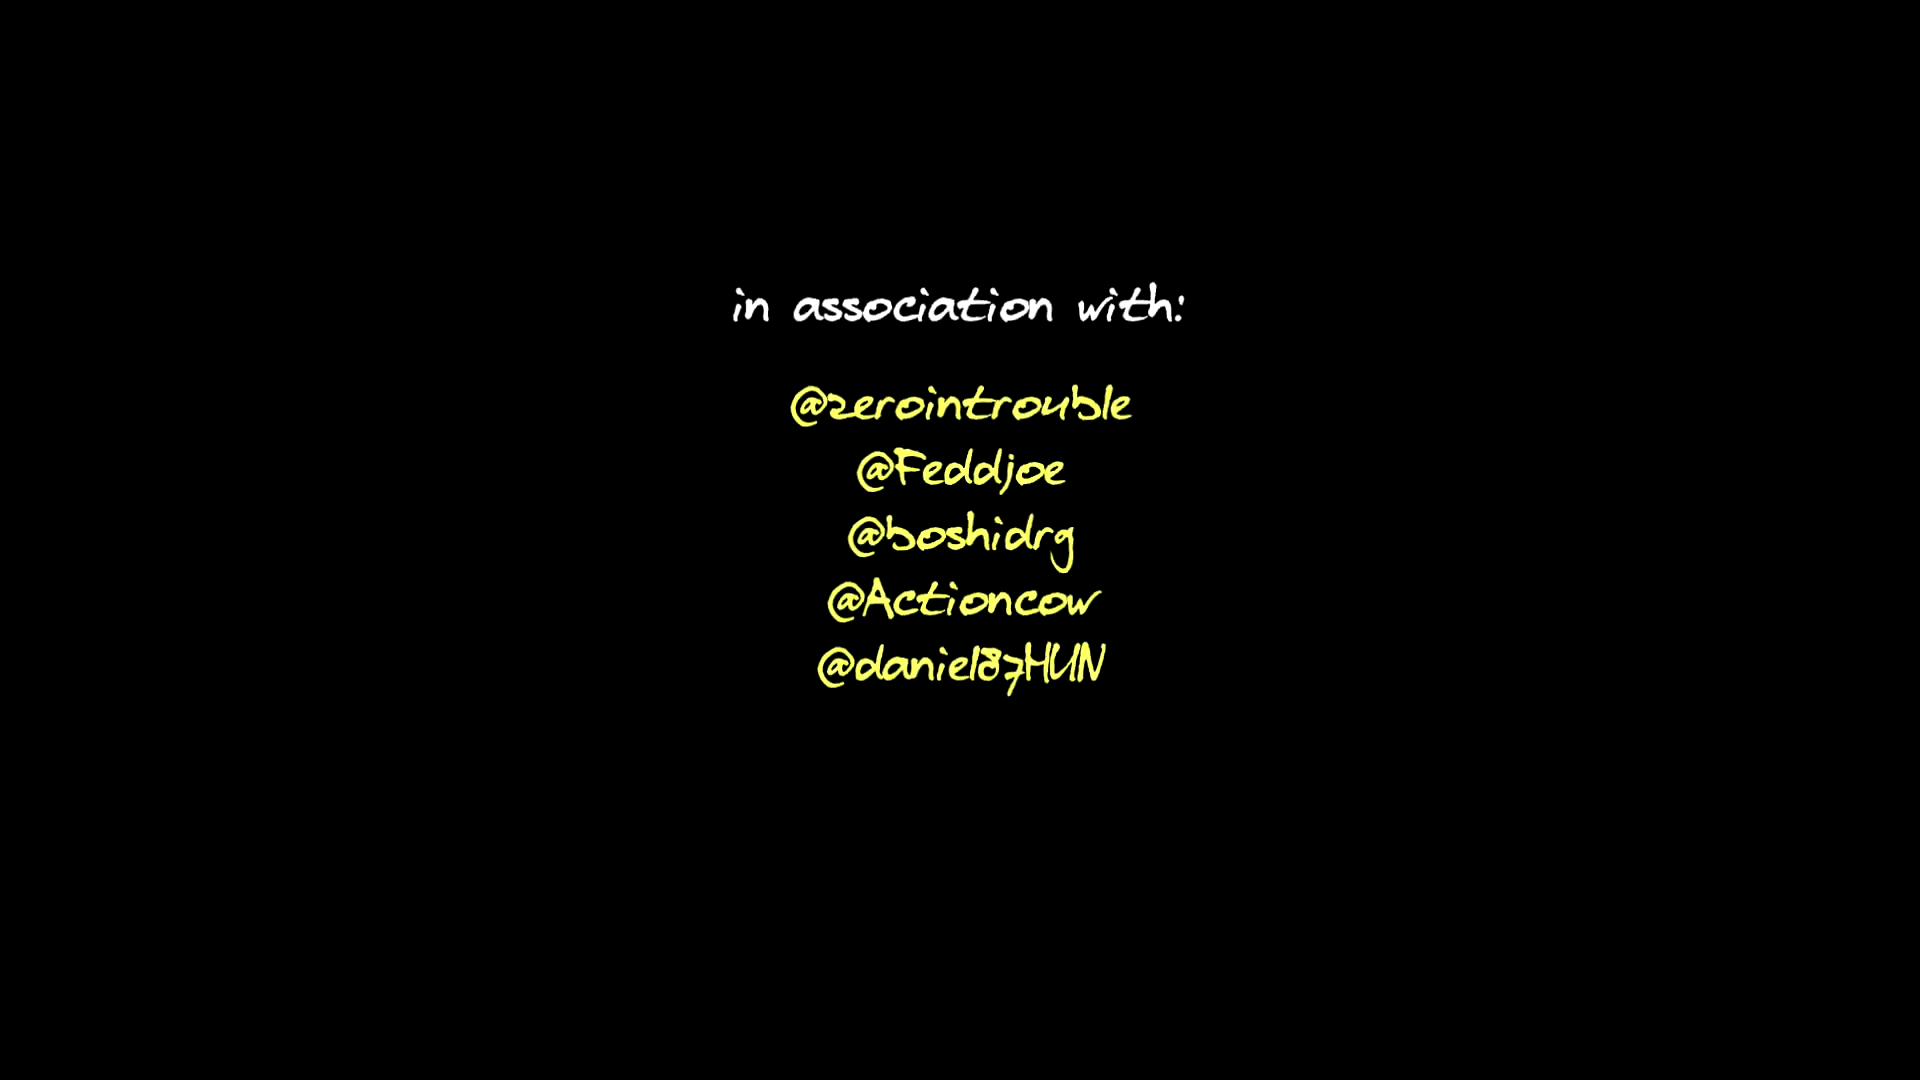 in association with:
@zerointrouble
@Feddjoe
@boshidrg
@Actioncow
@daniel87HUN